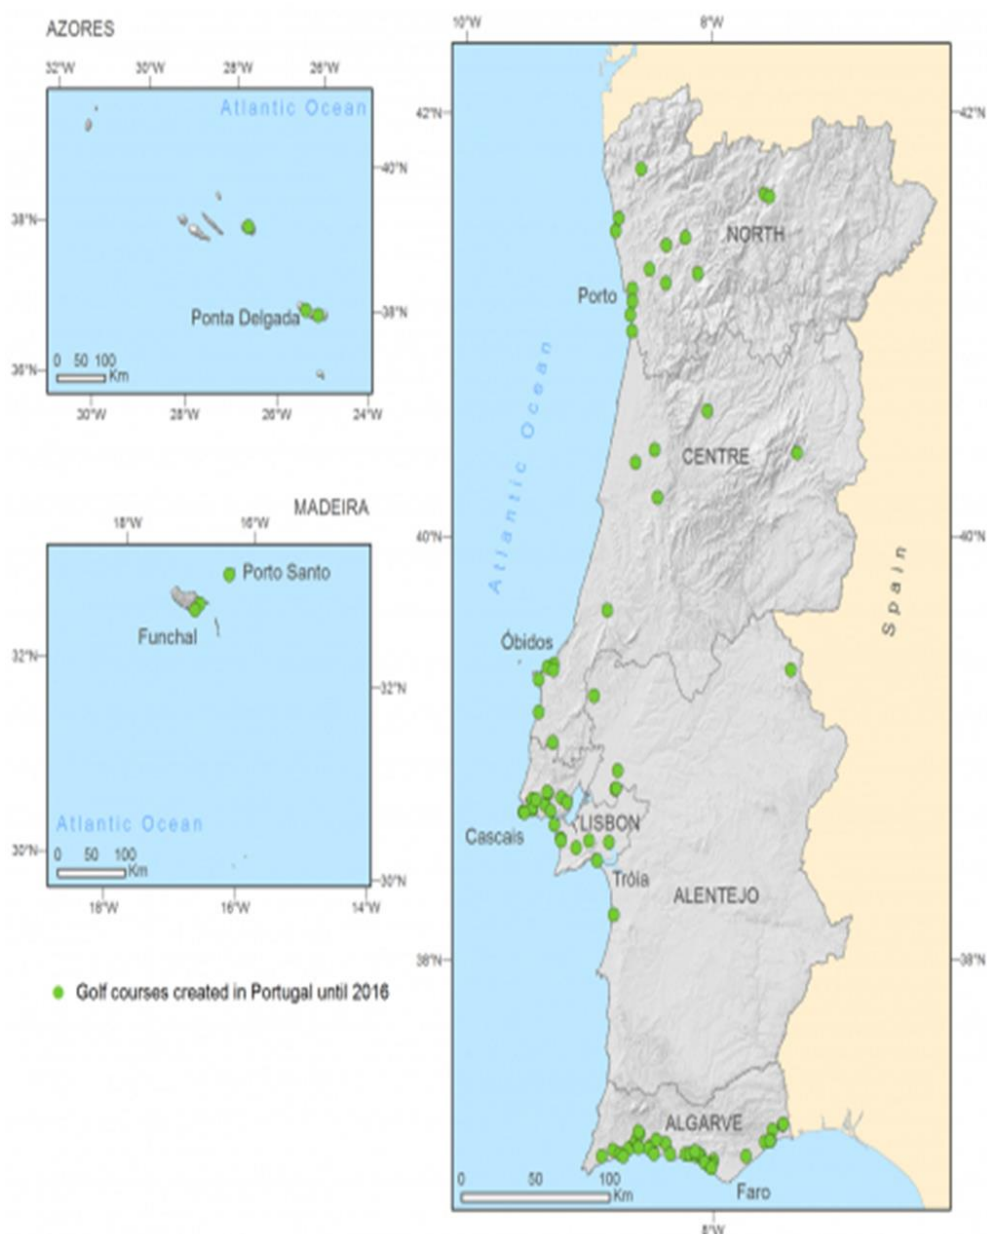 AZORES
32°W 30°W 28°W 26°W
Atlantic Ocean
40°N
38°N
Ponta Delgada
38°N
0 50 100
Km
36°N
30°W 28°W 26°W 24°W
MADEIRA
18°W 16°W
Porto Santo
Funchal
32°N
32°N
Atlantic Ocean
0 50 100
Km
30°N
30°N
18°W 16°W 14°W
Golf courses created in Portugal until 2016
10°W 8°W
42°N
42°N
NORTH
Porto
Atlantic Ocean
CENTRE
40°N
40°N
Spain
Óbidos
LISBON
Cascais
Tróia
ALENTEJO
38°N
38°N
ALGARVE
0 50 100
Km
Faro
8°W